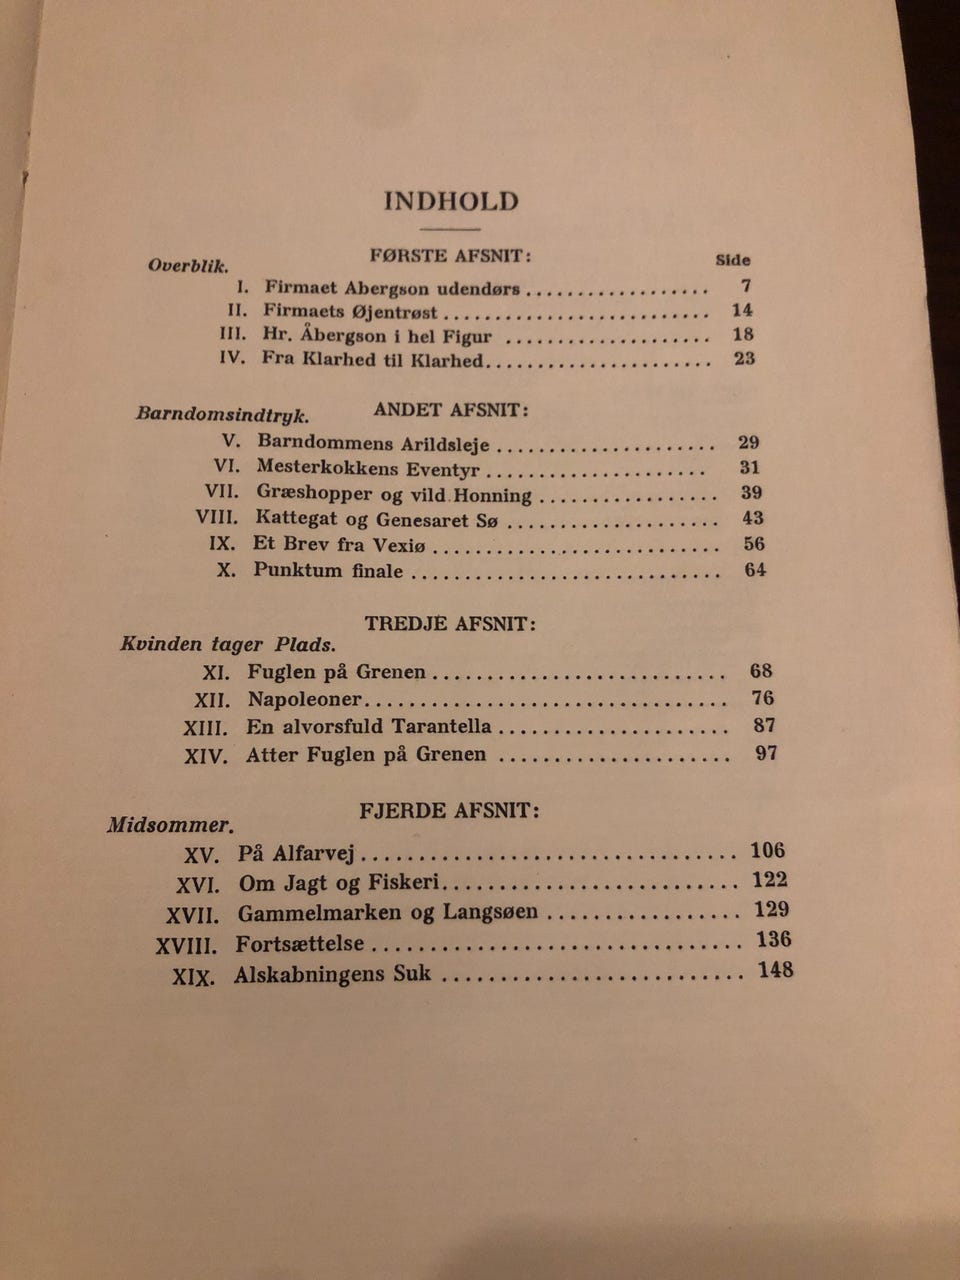 INDHOLD
FØRSTE AFSNIT:
Overblik. Side
I. Firmaet Abergson udendørs .................. 7
II. Firmaets Øjentrøst .......................... 14
III. Hr. Åbergson i hel Figur .................... 18
IV. Fra Klarhed til Klarhed...................... 23
Barndomsindtryk. ANDET AFSNIT:
V. Barndommens Arildsleje ..................... 29
VI. Mesterkokkens Eventyr ..................... 31
VII. Græshopper og vild Honning ................. 39
VIII. Kattegat og Genesaret Sø .................... 43
IX. Et Brev fra Vexiø ........................... 56
X. Punktum finale ............................. 64
TREDJE AFSNIT:
Kvinden tager Plads.
XI. Fuglen på Grenen ........................... 68
XII. Napoleoner.................................. 76
XIII. En alvorsfuld Tarantella ..................... 87
XIV. Atter Fuglen på Grenen ..................... 97
FJERDE AFSNIT:
Midsommer.
XV. På Alfarvej ................................. 106
XVI. Om Jagt og Fiskeri.......................... 122
XVII. Gammelmarken og Langsøen ................. 129
XVIII. Fortsættelse ................................ 136
XIX. Alskabningens Suk .......................... 148